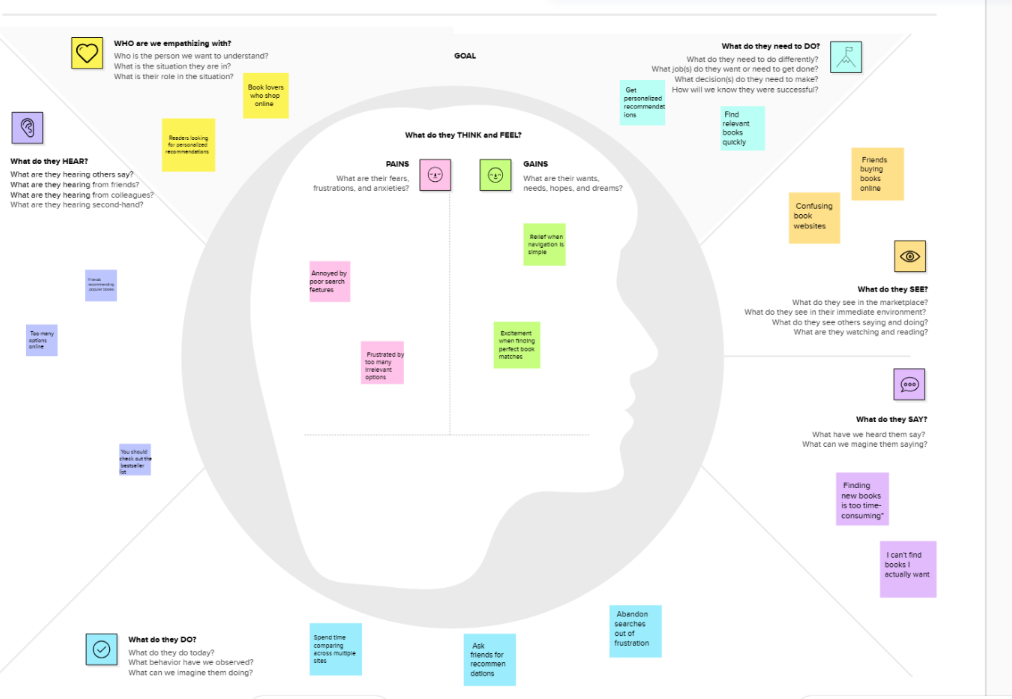 WHO are we empathizing with?
Who is the person we want to understand?
What is the situation they are in?
What is their role in the situation?
Book lovers
who shop
online
Readers looking
for personalized
recommendations
GOAL
What do they need to DO?
What do they need to do differently?
What job(s) do they want or need to get done?
What decision(s) do they need to make?
How will we know they were successful?
Get
personalized
recommendat
ions
Find
relevant
books
quickly
What do they HEAR?
What are they hearing others say?
What are they hearing from friends?
What are they hearing from colleagues?
What are they hearing second-hand?
Friends
recommending
books
Too many
options
online
You should
check out the
bestseller
list
What do they THINK and FEEL?
PAINS
What are their fears,
frustrations, and anxieties?
GAINS
What are their wants,
needs, hopes, and dreams?
Annoyed by
poor search
features
Frustrated by
too many
irrelevant
options
Relief when
navigation is
simple
Excitement
when finding
perfect book
matches
Friends
buying
books
online
Confusing
book
websites
What do they SEE?
What do they see in the marketplace?
What do they see in their immediate environment?
What do they see others saying and doing?
What are they watching and reading?
What do they SAY?
What have we heard them say?
What can we magine them saying?
Finding
new books
is too time-
consuming"
I can't find
books I
actually want
What do they DO?
What do they do today?
What behavior have we observed?
What can we imagine them doing?
Spend time
comparing
across multiple
sites
Ask
friends for
recommen
dations
Abandon
searches
out of
frustration